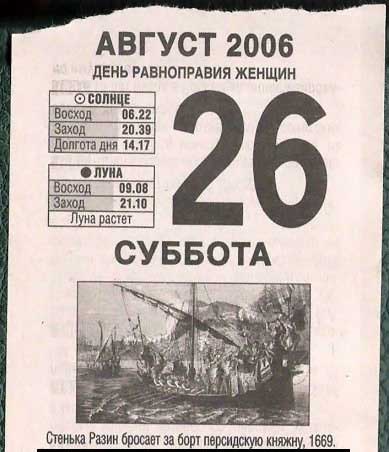 АВГУСТ 2006
ДЕНЬ РАВНОПРАВИЯ ЖЕНЩИН
СОЛНЦЕ
Восход 06.22
Заход 20.39
Долгота дня 14.17
ЛУНА
Восход 09.08
Заход 21.10
Луна растет
26
СУББОТА
Стенька Разин бросает за борт персидскую княжну, 1669.